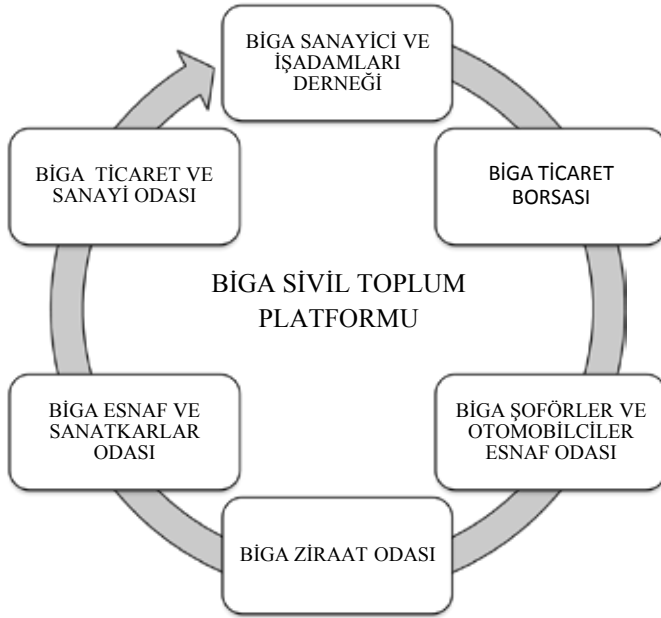 BİGA SANAYİCİ VE
İŞADAMLARI
DERNEĞİ
BİGA TİCARET VE
SANAYİ ODASI
BİGA TİCARET
BORSASI
BİGA SİVİL TOPLUM
PLATFORMU
BİGA ESNAF VE
SANATKARLAR
ODASI
BİGA ŞOFÖRLER VE
OTOMOBİLCİLER
ESNAF ODASI
BİGA ZİRAAT ODASI